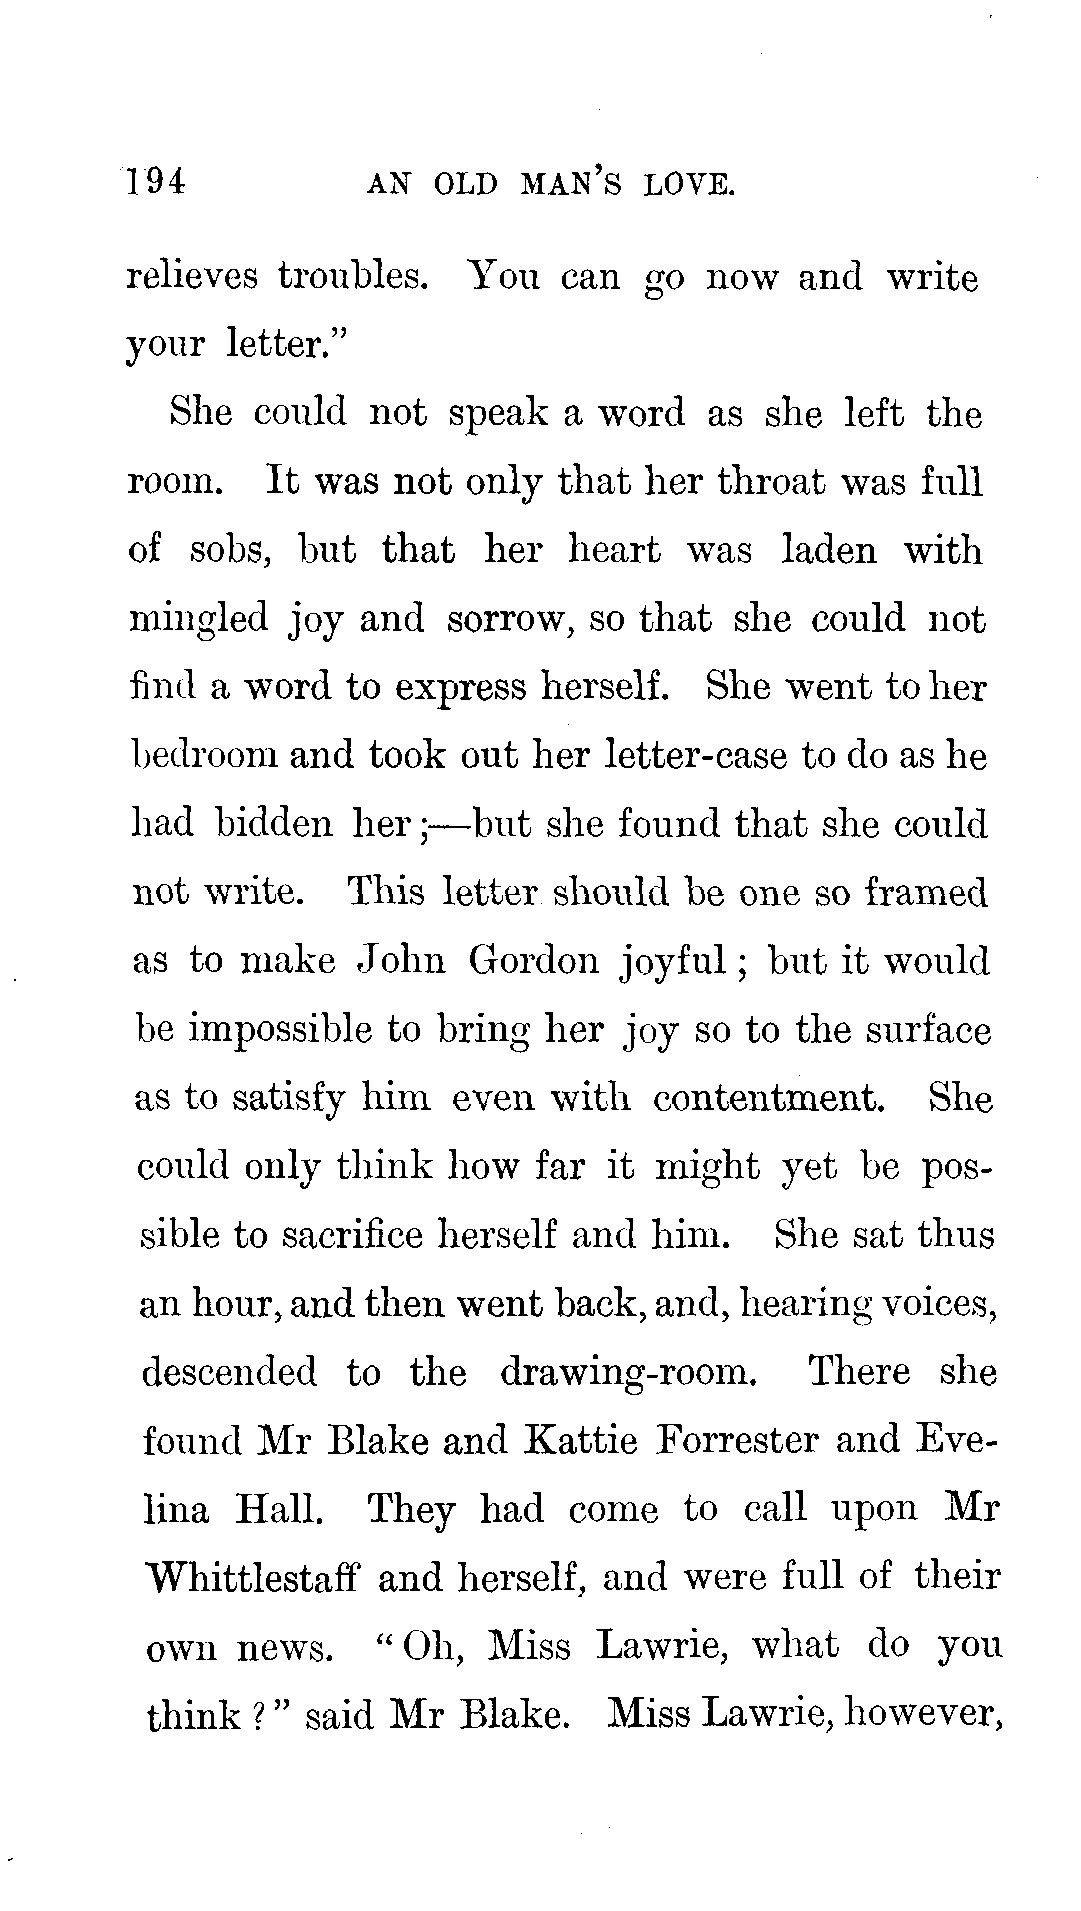 194 AN OLD MAN'S LOVE.
relieves troubles. You can go now and write
your letter.”
She could not speak a word as she left the
room. It was not only that her throat was full
of sobs, but that her heart was laden with
mingled joy and sorrow, so that she could not
find a word to express herself. She went to her
bedroom and took out her letter-case to do as he
had bidden her;—but she found that she could
not write. This letter should be one so framed
as to make John Gordon joyful; but it would
be impossible to bring her joy so to the surface
as to satisfy him even with contentment. She
could only think how far it might yet be pos-
sible to sacrifice herself and him. She sat thus
an hour, and then went back, and, hearing voices,
descended to the drawing-room. There she
found Mr Blake and Kattie Forrester and Eve-
lina Hall. They had come to call upon Mr
Whittlestaff and herself, and were full of their
own news. “Oh, Miss Lawrie, what do you
think?” said Mr Blake. Miss Lawrie, however,